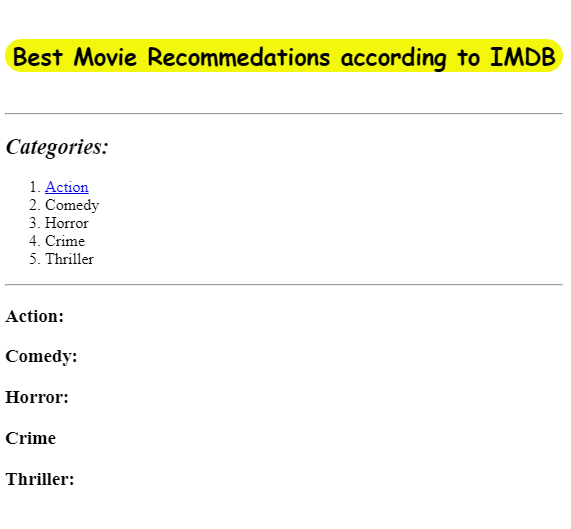 Best Movie Recommedations according to IMDB
Categories:
1. Action
2. Comedy
3. Horror
4. Crime
5. Thriller
Action:
Comedy:
Horror:
Crime
Thriller: